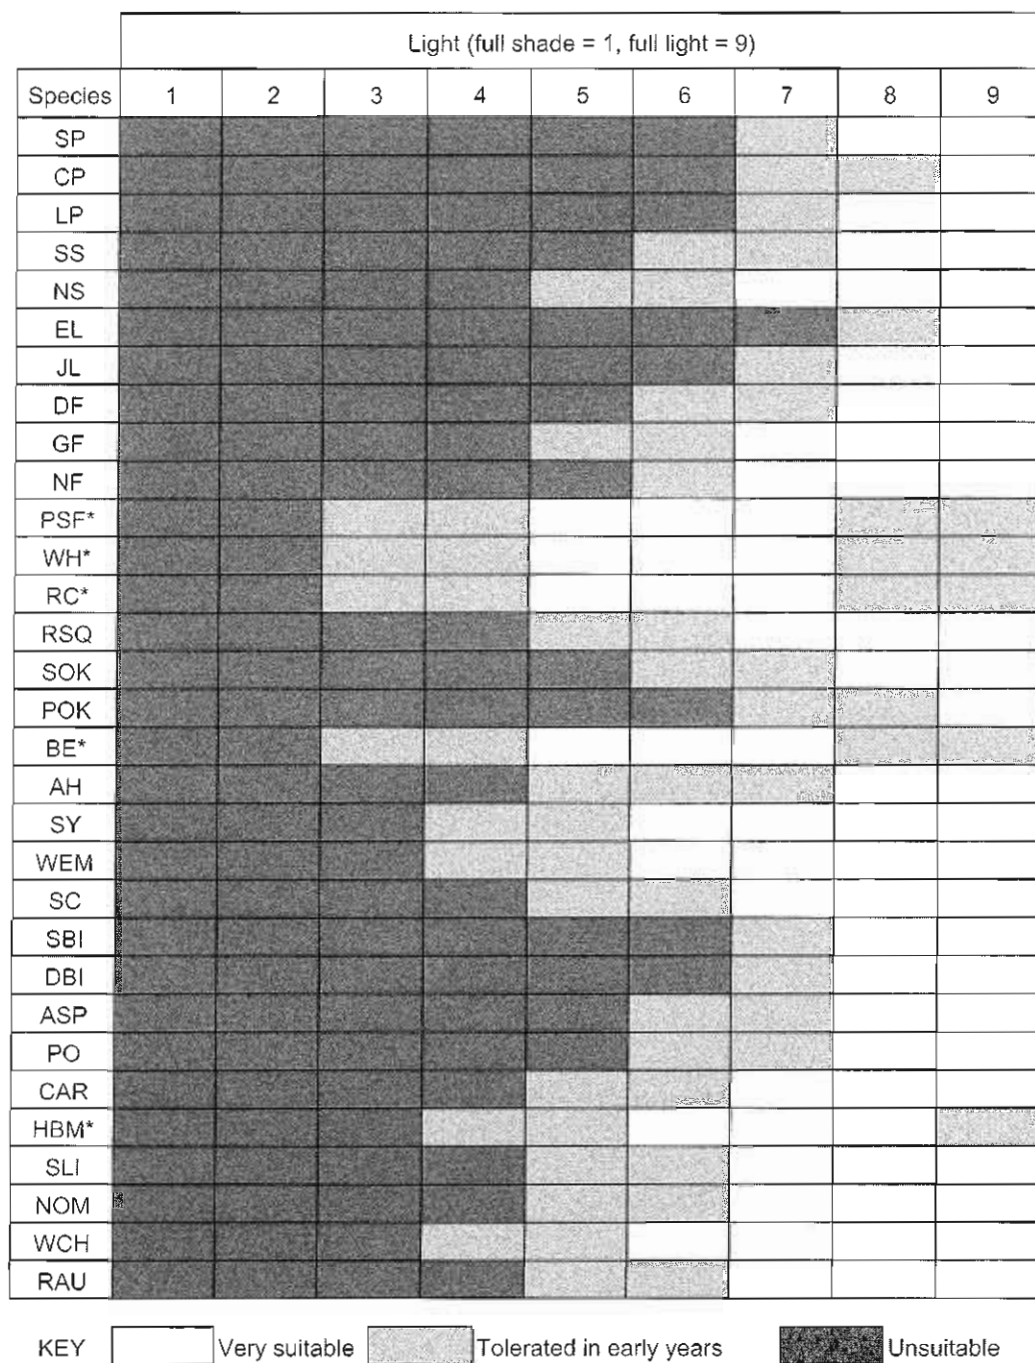 Light (full shade = 1, full light = 9)
Species 1 2 3 4 5 6 7 8 9
SP
CP
LP
SS
NS
EL
JL
DF
GF
NF
PSF*
WH*
RC*
RSQ
SOK
POK
BE*
AH
SY
WEM
SC
SBI
DBI
ASP
PO
CAR
HBM*
SLI
NOM
WCH
RAU
KEY Very suitable Tolerated in early years Unsuitable